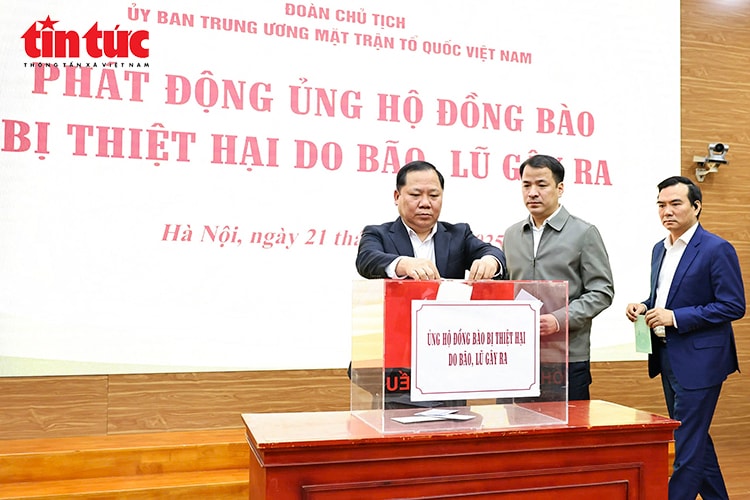 tin tức
THÔNG TẤN XÃ VIỆT NAM
ĐOÀN CHỦ TỊCH
ỦY BAN TRUNG ƯƠNG MẶT TRẬN TỔ QUỐC VIỆT NAM
PHÁT ĐỘNG ỦNG HỘ ĐỒNG BÀO
BỊ THIỆT HẠI DO BÃO, LŨ GÂY RA
Hà Nội, ngày 21 thá
ỦNG HỘ ĐỒNG BÀO BỊ THIỆT HẠI
DO BÃO, LŨ GÂY RA